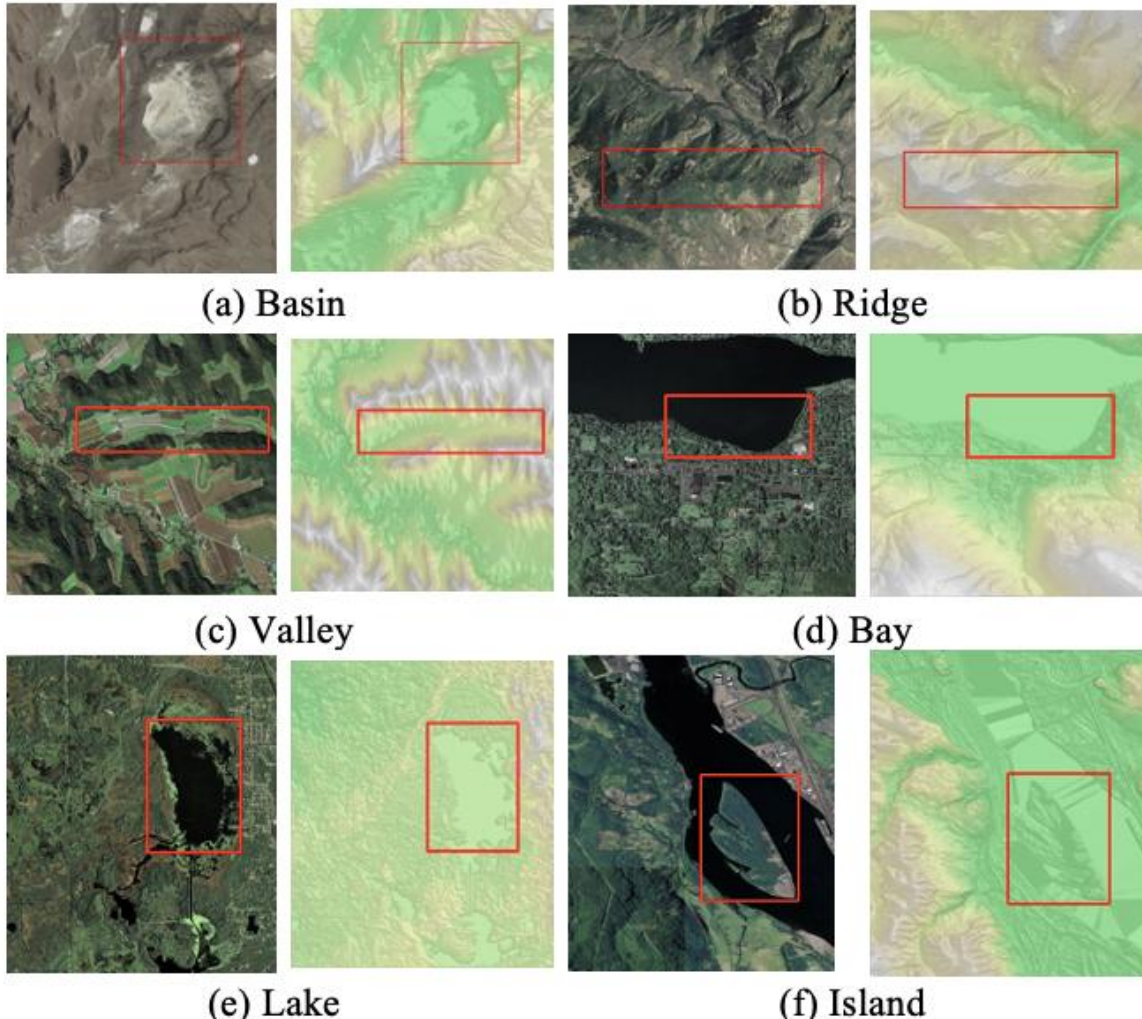 (a) Basin
(b) Ridge
(c) Valley
(d) Bay
(e) Lake
(f) Island